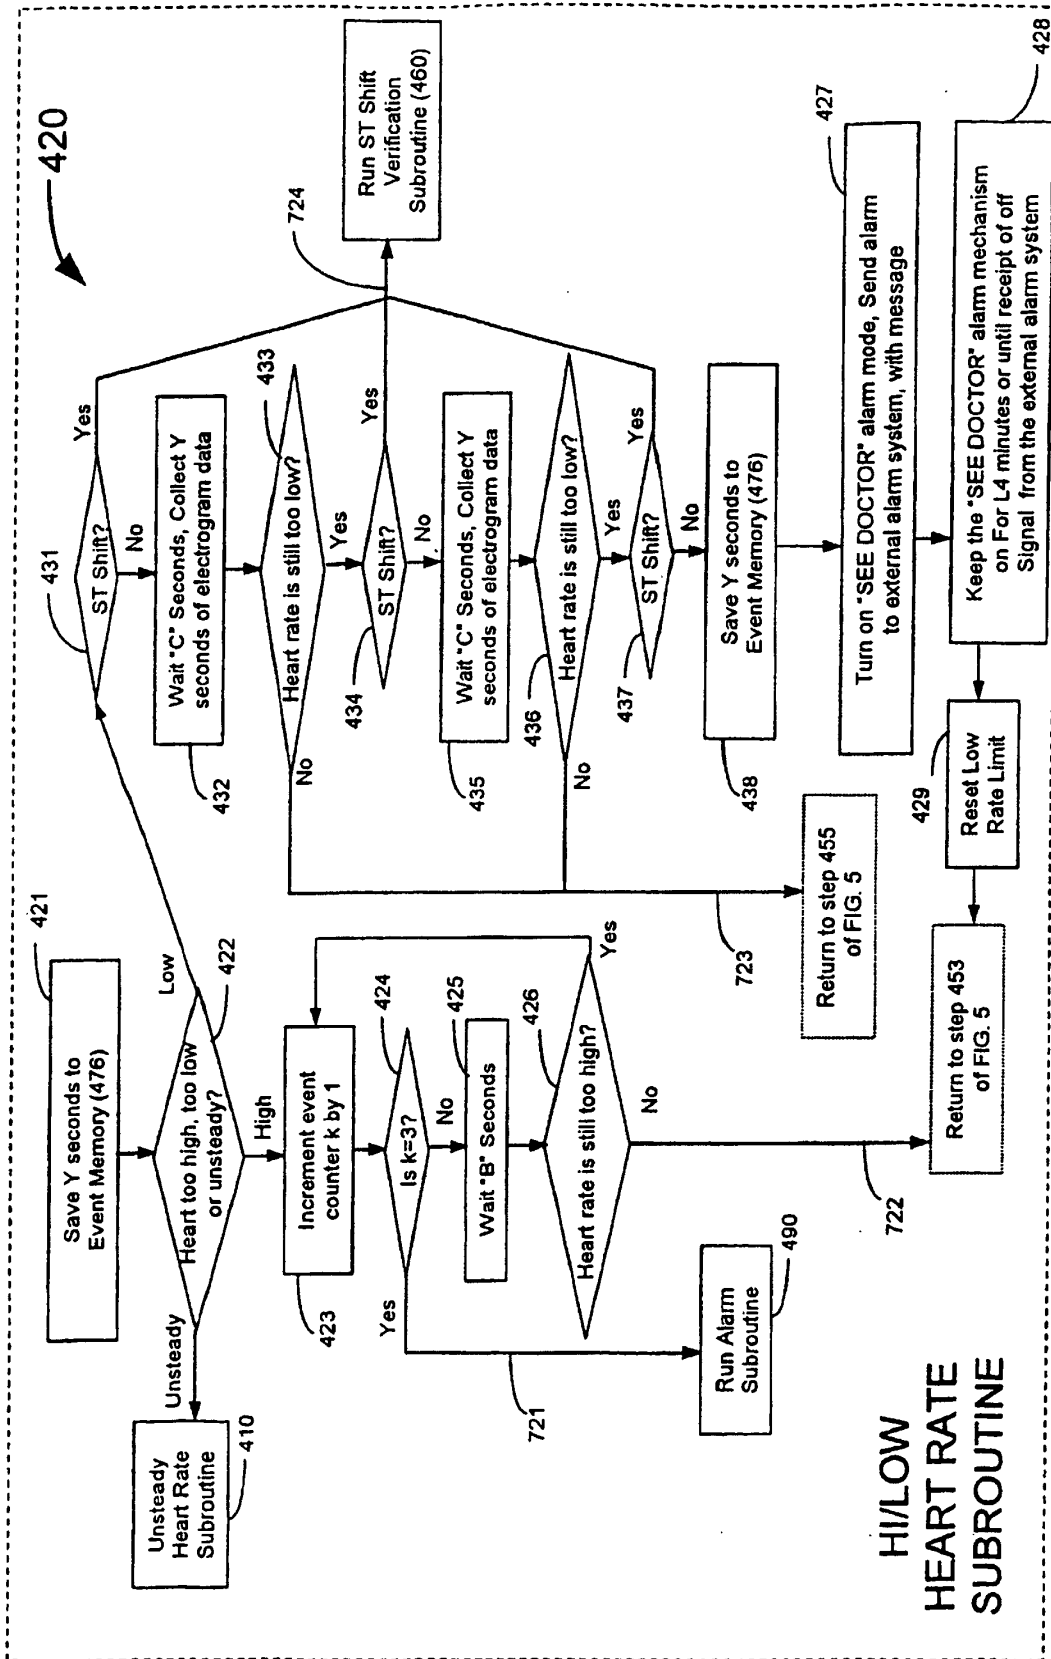 420
421
Save Y seconds to
Event Memory (476)
422
Heart too high, too low
or unsteady?
Unsteady
Low
High
Unsteady
Heart Rate
Subroutine
410
Increment event
counter k by 1
423
424
Is k=3?
Yes
No
425
Wait "B" Seconds
426
Heart rate is still too high?
Yes
No
721
722
Run Alarm
Subroutine
490
431
ST Shift?
Yes
No
Wait "C" Seconds, Collect Y
seconds of electrogram data
432
433
Heart rate is still too low?
No
Yes
434
ST Shift?
Yes
No
Wait "C" Seconds, Collect Y
seconds of electrogram data
435
436
Heart rate is still too low?
No
Yes
437
ST Shift?
Yes
No
724
Run ST Shift
Verification
Subroutine (460)
Save Y seconds to
Event Memory (476)
438
723
Return to step 455
of FIG. 5
427
Turn on "SEE DOCTOR" alarm mode, Send alarm
to external alarm system, with message
428
Keep the "SEE DOCTOR" alarm mechanism
on For L4 minutes or until receipt of off
Signal from the external alarm system
429
Reset Low
Rate Limit
Return to step 453
of FIG. 5
HI/LOW
HEART RATE
SUBROUTINE